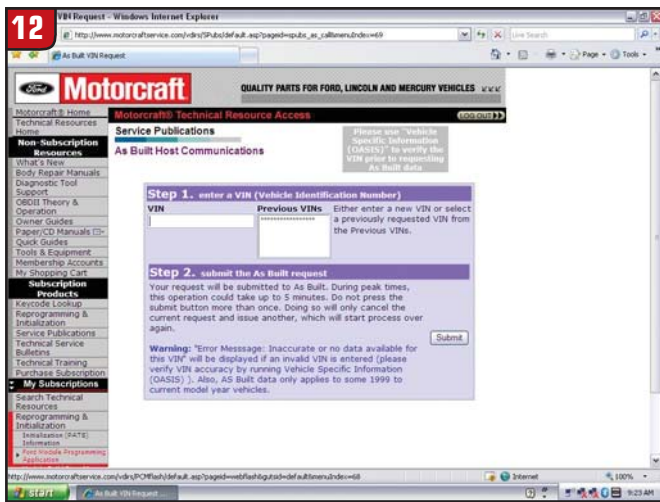 12
VIN Request - Windows Internet Explorer
http://www.motorcraftservice.com/vdirs/SPubs/default.asp?pageid=spubs_as_call&menuIndex=69
Live Search
As Built VIN Request
Page
Tools
Ford
Motorcraft
QUALITY PARTS FOR FORD, LINCOLN AND MERCURY VEHICLES
Motorcraft® Home
Technical Resources
Home
Non-Subscription
Resources
What's New
Body Repair Manuals
Diagnostic Tool
Support
OBDII Theory &
Operation
Owner Guides
Paper/CD Manuals
Quick Guides
Tools & Equipment
Membership Accounts
My Shopping Cart
Subscription
Products
Keycode Lookup
Reprogramming &
Initialization
Service Publications
Technical Service
Bulletins
Technical Training
Purchase Subscription
My Subscriptions
Search Technical
Resources
Reprogramming &
Initialization
Initialization (PATS)
Information
Ford Module Programming
Application
Motorcraft® Technical Resource Access
LOG OUT
Service Publications
As Built Host Communications
Please use "Vehicle
Specific Information
(OASIS)" to verify the
VIN prior to requesting
As Built data
Step 1. enter a VIN (Vehicle Identification Number)
VIN
Previous VINs
*****************
Either enter a new VIN or select
a previously requested VIN from
the Previous VINs.
Step 2. submit the As Built request
Your request will be submitted to As Built. During peak times,
this operation could take up to 5 minutes. Do not press the
submit button more than once. Doing so will only cancel the
current request and issue another, which will start process over
again.
Submit
Warning: "Error Messsage: Inaccurate or no data available for
this VIN" will be displayed if an invalid VIN is entered (please
verify VIN accuracy by running Vehicle Specific Information
(OASIS) ). Also, AS Built data only applies to some 1999 to
current model year vehicles.
http://www.motorcraftservice.com/vdirs/PCMflash/default.asp?pageid=webflash&gutsid=default&menuIndex=68
Internet
100%
start
As Built VIN Request ...
9:23 AM